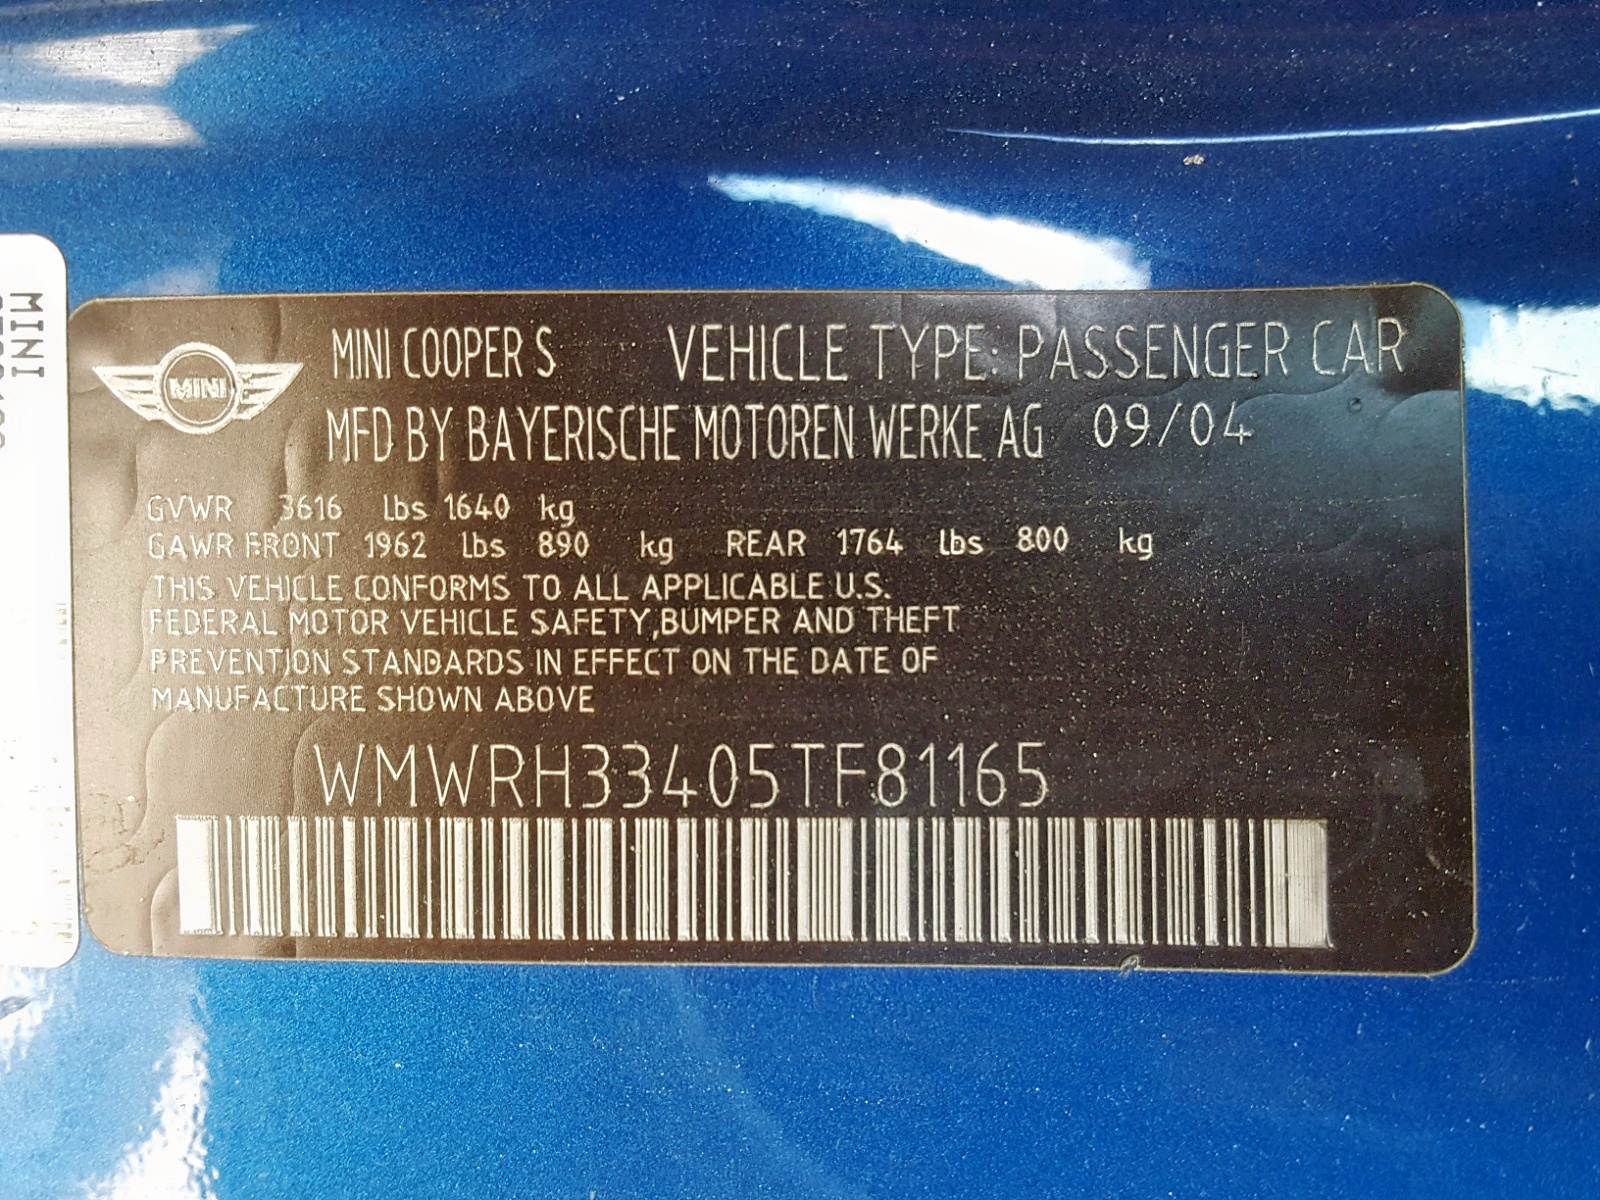 MINI
MINI
MINI COOPER S VEHICLE TYPE: PASSENGER CAR
MFD BY BAYERISCHE MOTOREN WERKE AG 09/04
GVWR 3616 lbs 1640 kg
GAWR FRONT 1962 lbs 890 kg REAR 1764 lbs 800 kg
THIS VEHICLE CONFORMS TO ALL APPLICABLE U.S.
FEDERAL MOTOR VEHICLE SAFETY,BUMPER AND THEFT
PREVENTION STANDARDS IN EFFECT ON THE DATE OF
MANUFACTURE SHOWN ABOVE
WMWRH33405TF81165